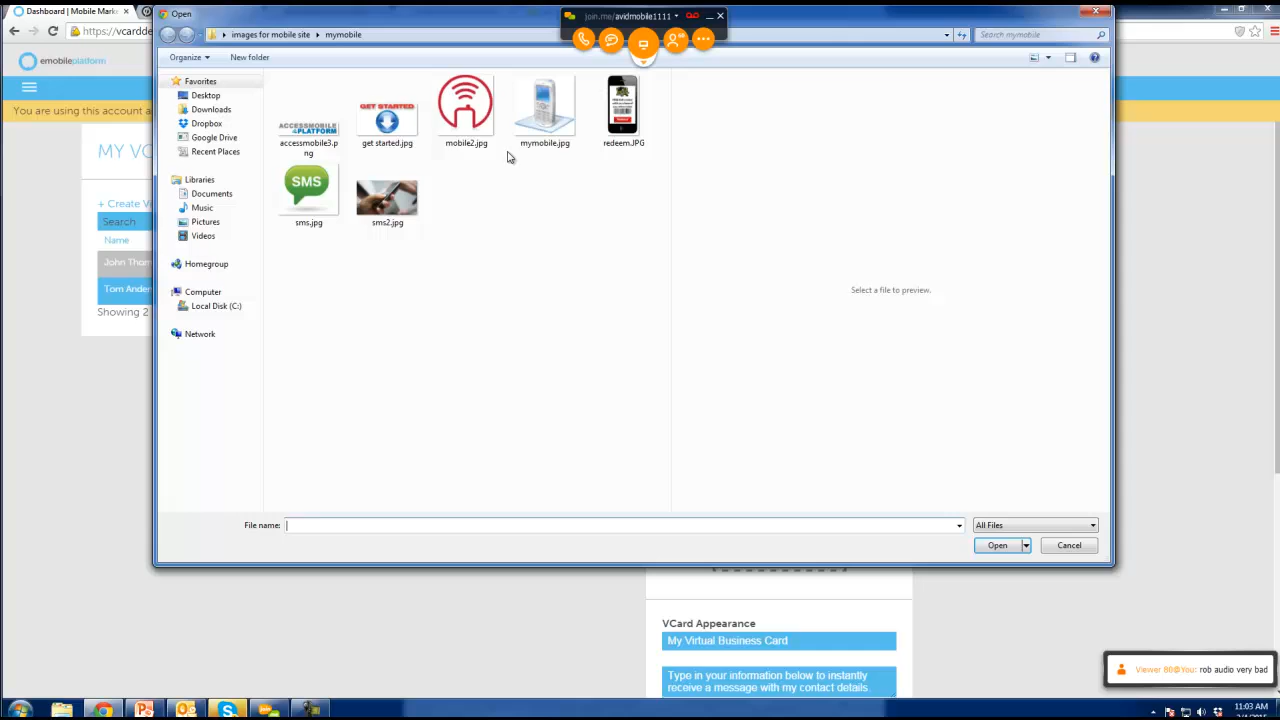 Dashboard | Mobile Mark
Open
join.me/avidmobile1111
https://vcardde
images for mobile site
mymobile
Search mymobile
emobileplatform
Organize
New folder
You are using this account a
Favorites
Desktop
Downloads
Dropbox
Google Drive
Recent Places
Libraries
Documents
Music
Pictures
Videos
Homegroup
Computer
Local Disk (C:)
Network
MY VC
+ Create Vi
Search
Name
John Thom
Tom Ander
Showing 2
ACCESSMOBILE
PLATFORM
accessmobile3.p
ng
GET STARTED
get started.jpg
mobile2.jpg
mymobile.jpg
redeem.JPG
SMS
sms.jpg
sms2.jpg
Select a file to preview.
File name:
All Files
Open
Cancel
VCard Appearance
My Virtual Business Card
Type in your information below to instantly
receive a message with my contact details.
Viewer 80@You: rob audio very bad
11:03 AM